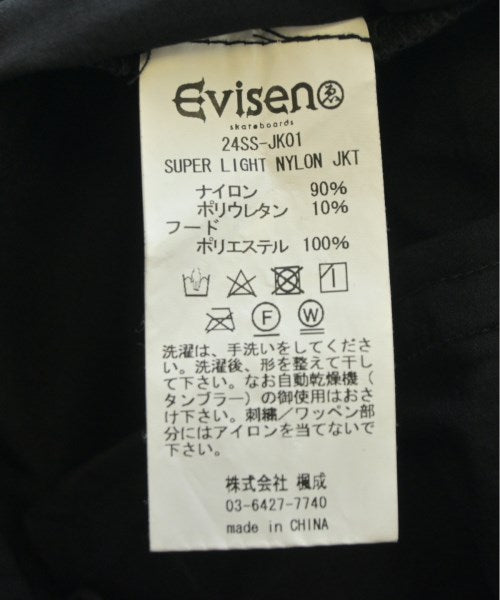 Evisen ゑ
skateboards
24SS-JK01
SUPER LIGHT NYLON JKT
ナイロン 90%
ポリウレタン 10%
フード
ポリエステル 100%
F W
洗濯は、手洗いをしてくださ
い。洗濯後、形を整えて干し
て下さい。なお自動乾燥機（
タンブラー）の御使用はおさ
け下さい。刺繍／ワッペン部
分にはアイロンを当てないで
下さい。
株式会社 楓成
03-6427-7740
made in CHINA